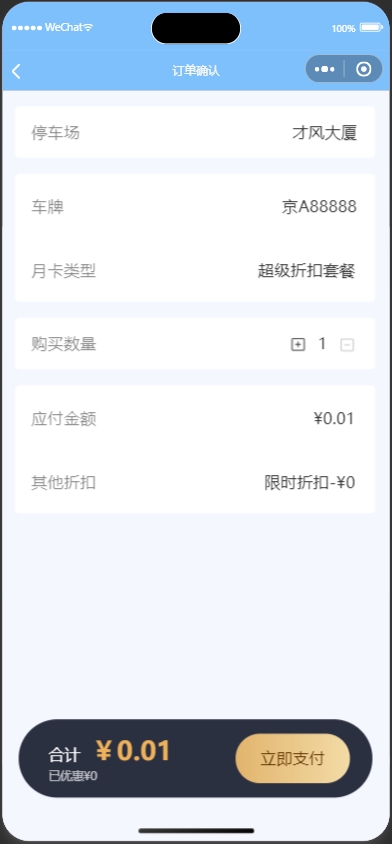 WeChat 100%
订单确认
停车场 才风大厦
车牌 京A88888
月卡类型 超级折扣套餐
购买数量 1
应付金额 ¥0.01
其他折扣 限时折扣-¥0
合计 ¥0.01
已优惠¥0
立即支付